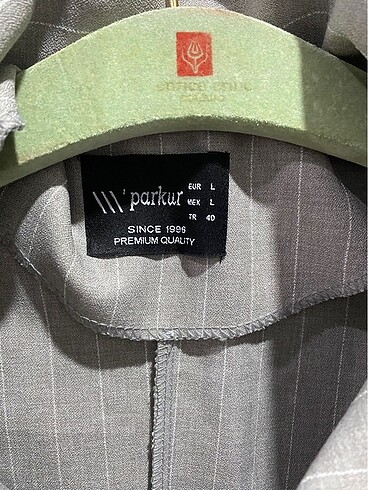 parkur
EUR L
MEX L
TR 40
SINCE 1996
PREMIUM QUALITY